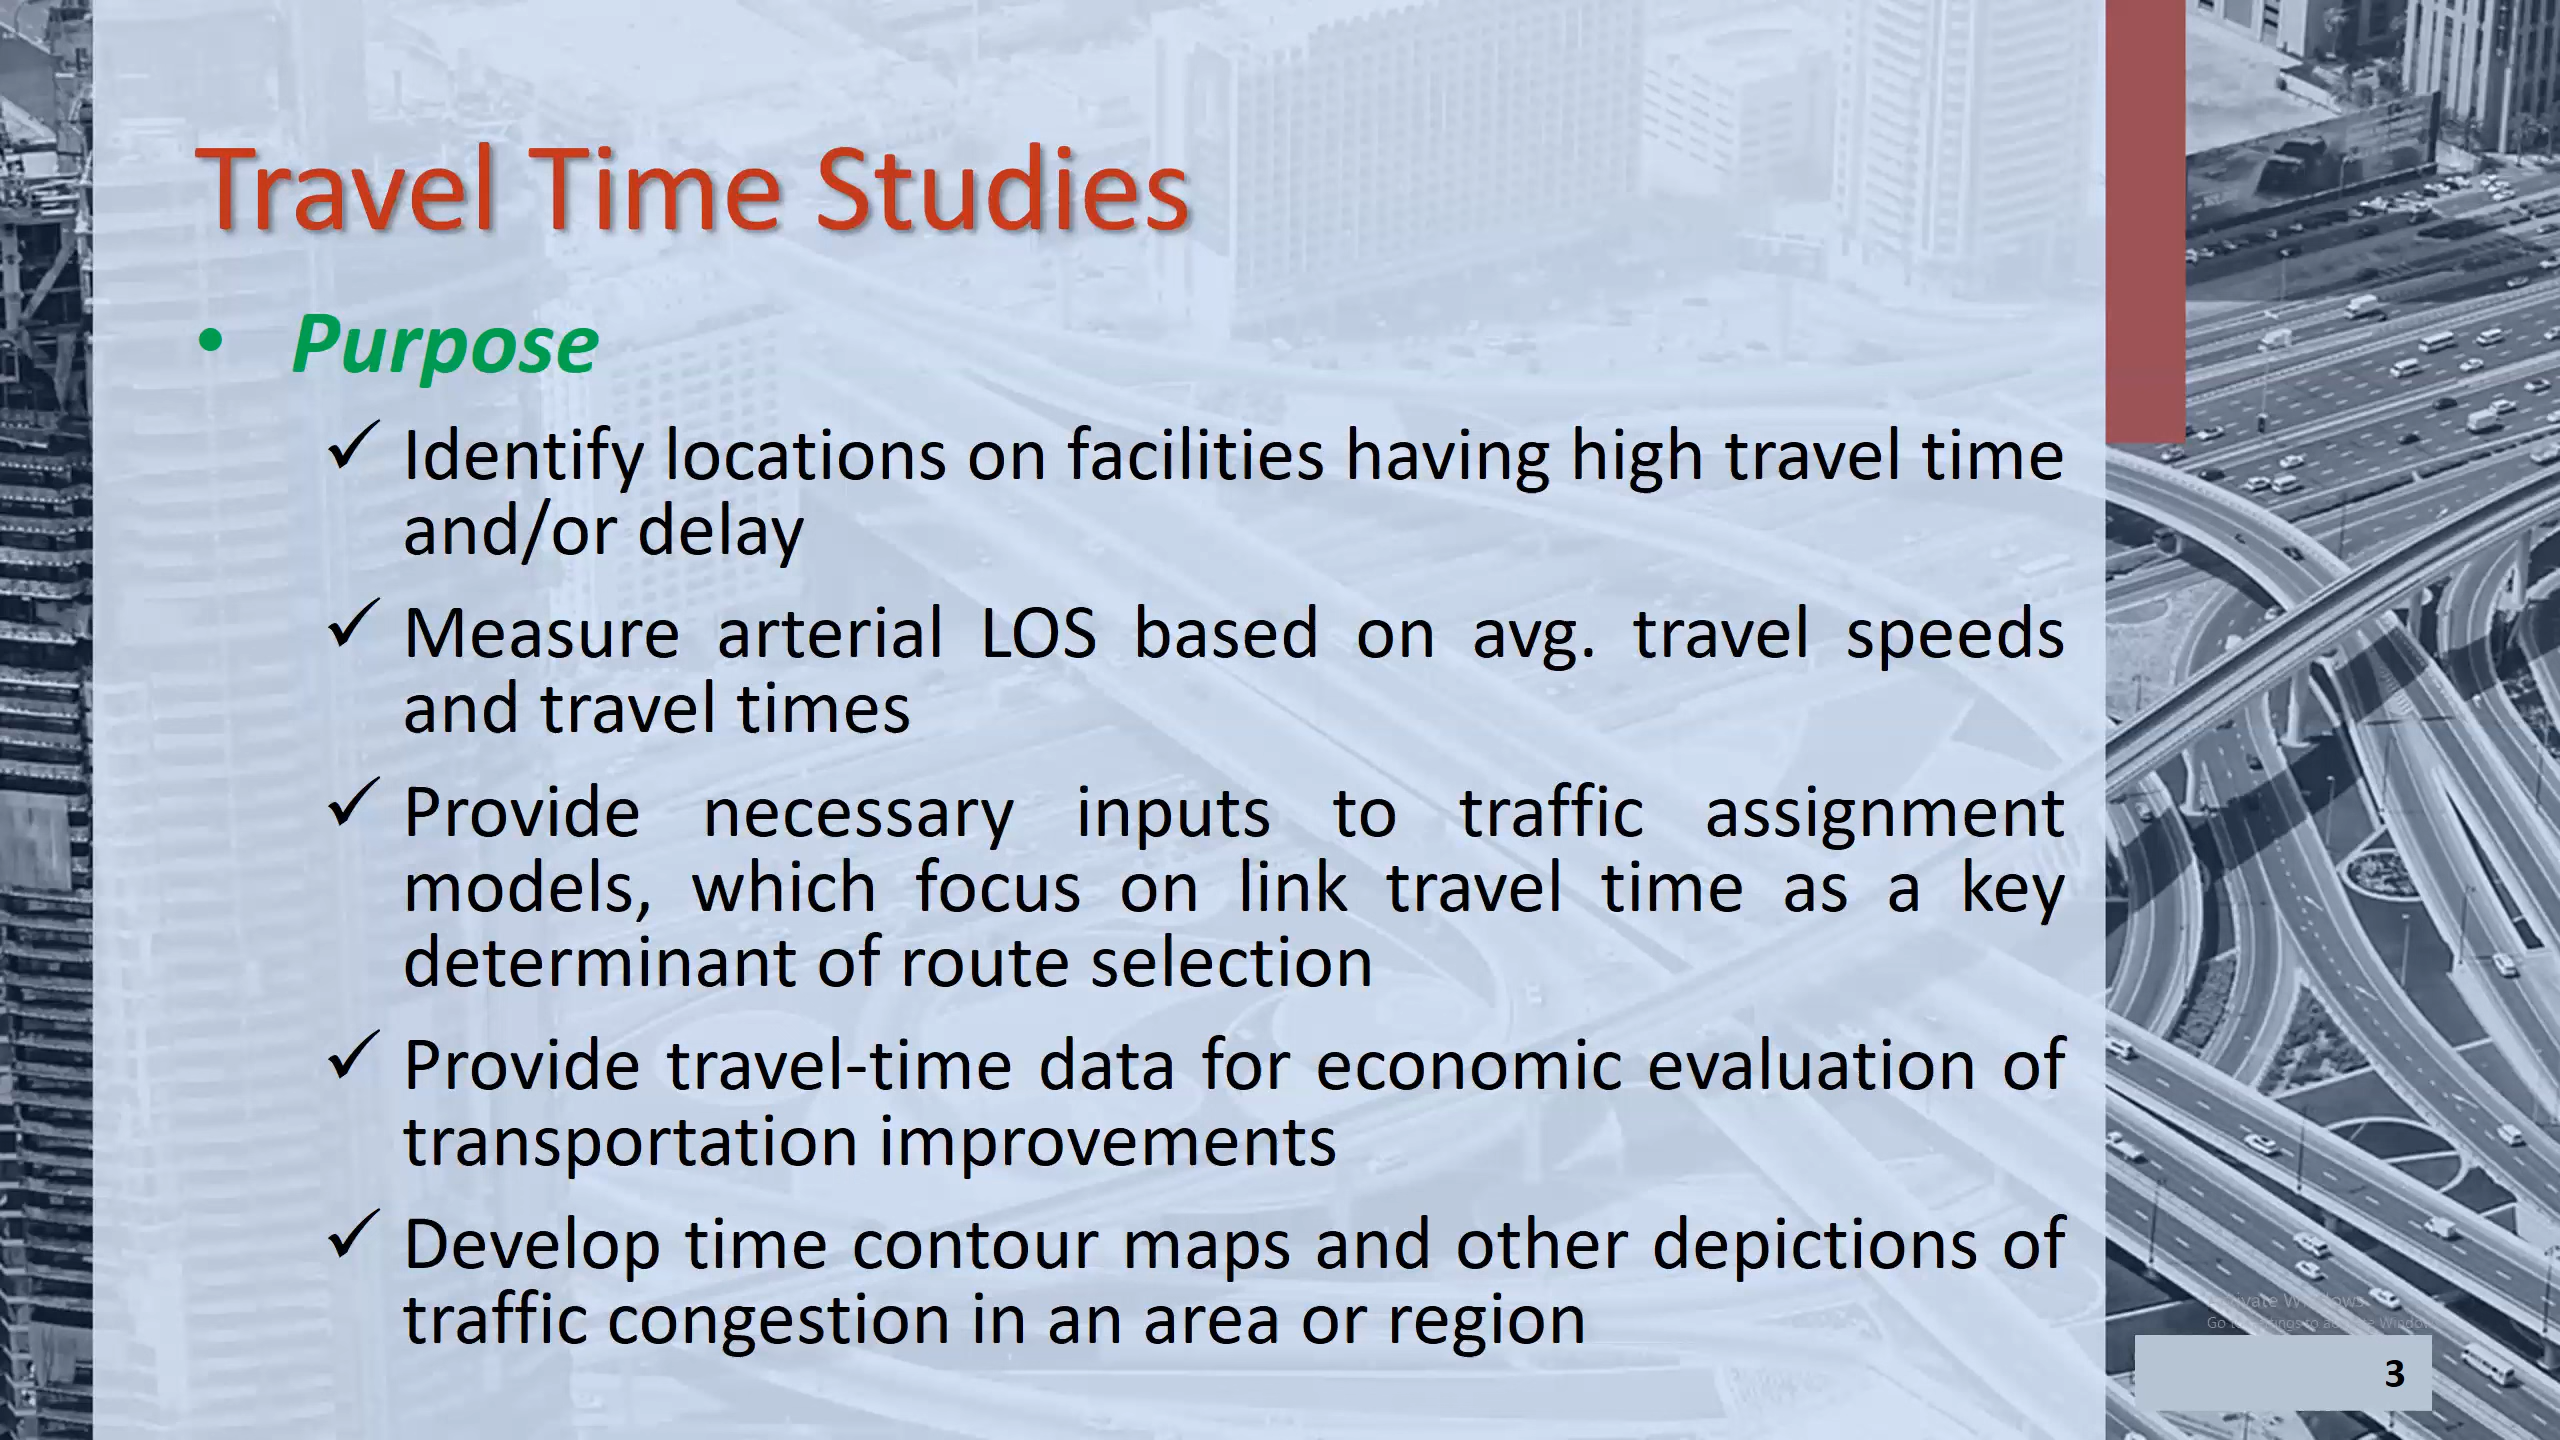 Travel Time Studies
• Purpose
✓ Identify locations on facilities having high travel time
and/or delay
✓ Measure arterial LOS based on avg. travel speeds
and travel times
✓ Provide necessary inputs to traffic assignment
models, which focus on link travel time as a key
determinant of route selection
✓ Provide travel-time data for economic evaluation of
transportation improvements
✓ Develop time contour maps and other depictions of
traffic congestion in an area or region
3